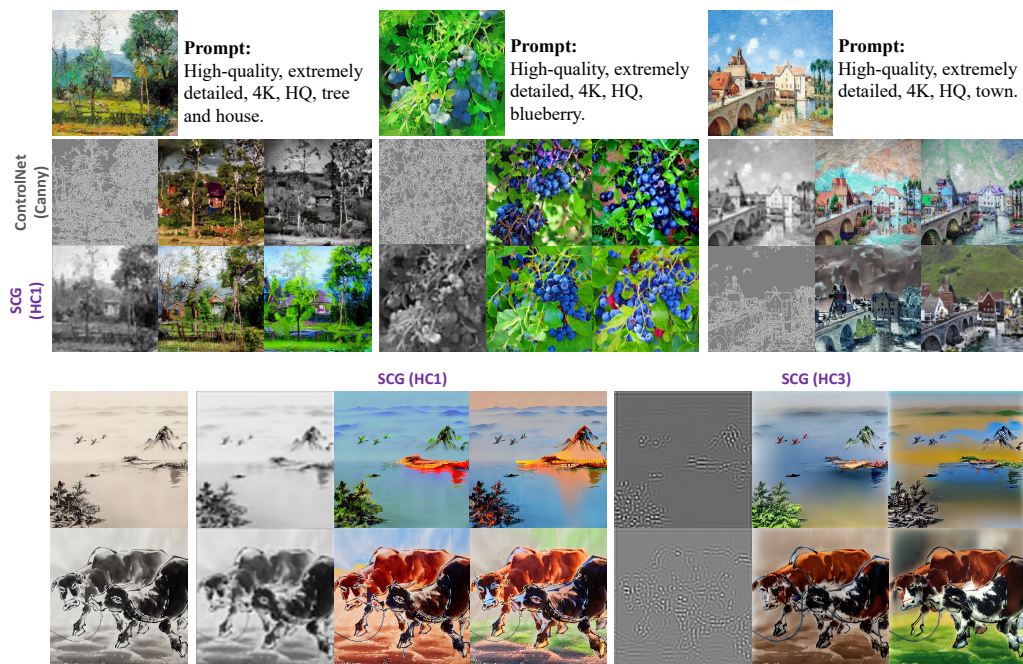 Prompt:
High-quality, extremely
detailed, 4K, HQ, tree
and house.
Prompt:
High-quality, extremely
detailed, 4K, HQ,
blueberry.
Prompt:
High-quality, extremely
detailed, 4K, HQ, town.
ControlNet
(Canny)
SCG
(HC1)
SCG (HC1)
SCG (HC3)